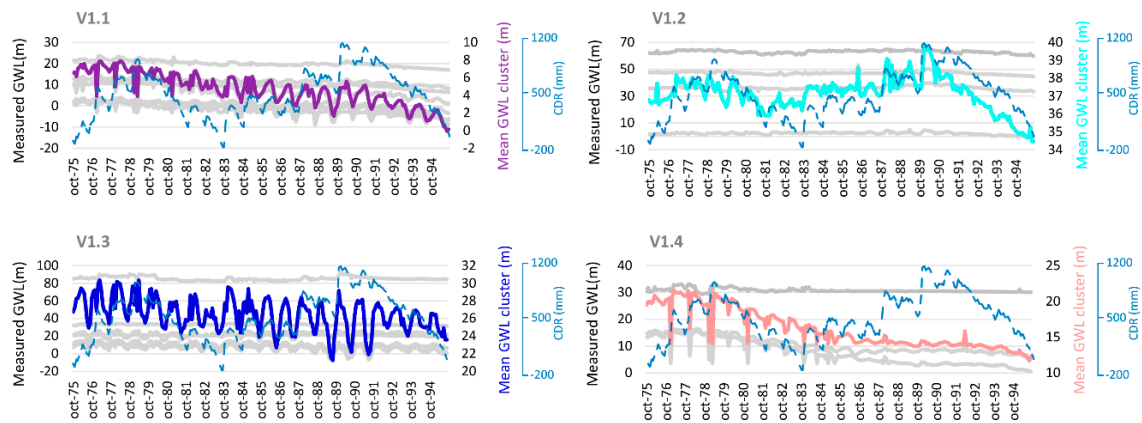 V1.1
Measured GWL(m)
30
20
10
0
-10
-20
10
8
6
4
2
0
-2
Mean GWL cluster (m)
CDR (mm)
1200
500
-200
oct-75
oct-76
oct-77
oct-78
oct-79
oct-80
oct-81
oct-82
oct-83
oct-84
oct-85
oct-86
oct-87
oct-88
oct-89
oct-90
oct-91
oct-92
oct-93
oct-94
V1.2
Measured GWL(m)
70
50
30
10
-10
40
39
38
37
36
35
34
Mean GWL cluster (m)
CDR (mm)
1200
500
-200
oct-75
oct-76
oct-77
oct-78
oct-79
oct-80
oct-81
oct-82
oct-83
oct-84
oct-85
oct-86
oct-87
oct-88
oct-89
oct-90
oct-91
oct-92
oct-93
oct-94
V1.3
Measured GWL(m)
100
80
60
40
20
0
-20
32
30
28
26
24
22
20
Mean GWL cluster (m)
CDR (mm)
1200
500
-200
oct-75
oct-76
oct-77
oct-78
oct-79
oct-80
oct-81
oct-82
oct-83
oct-84
oct-85
oct-86
oct-87
oct-88
oct-89
oct-90
oct-91
oct-92
oct-93
oct-94
V1.4
Measured GWL(m)
40
30
20
10
0
25
20
15
10
Mean GWL cluster (m)
CDR (mm)
1200
500
-200
oct-75
oct-76
oct-77
oct-78
oct-79
oct-80
oct-81
oct-82
oct-83
oct-84
oct-85
oct-86
oct-87
oct-88
oct-89
oct-90
oct-91
oct-92
oct-93
oct-94